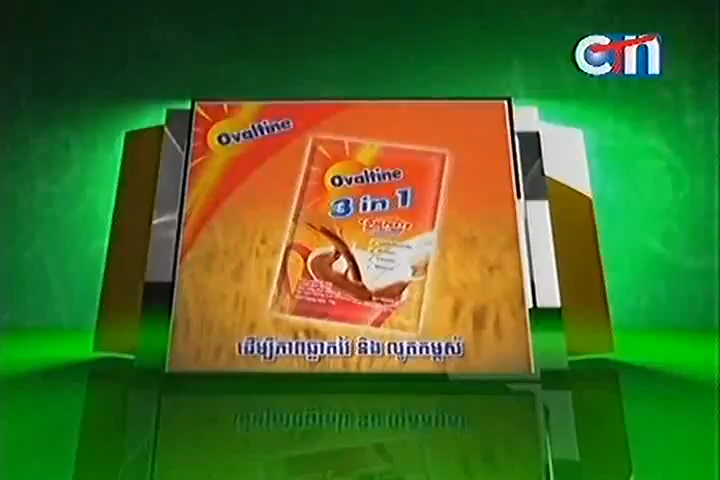 CTN
Ovaltine
Ovaltine
3 in 1
ដើម្បីភាពឆ្លាតវៃ និង លូតកម្ពស់